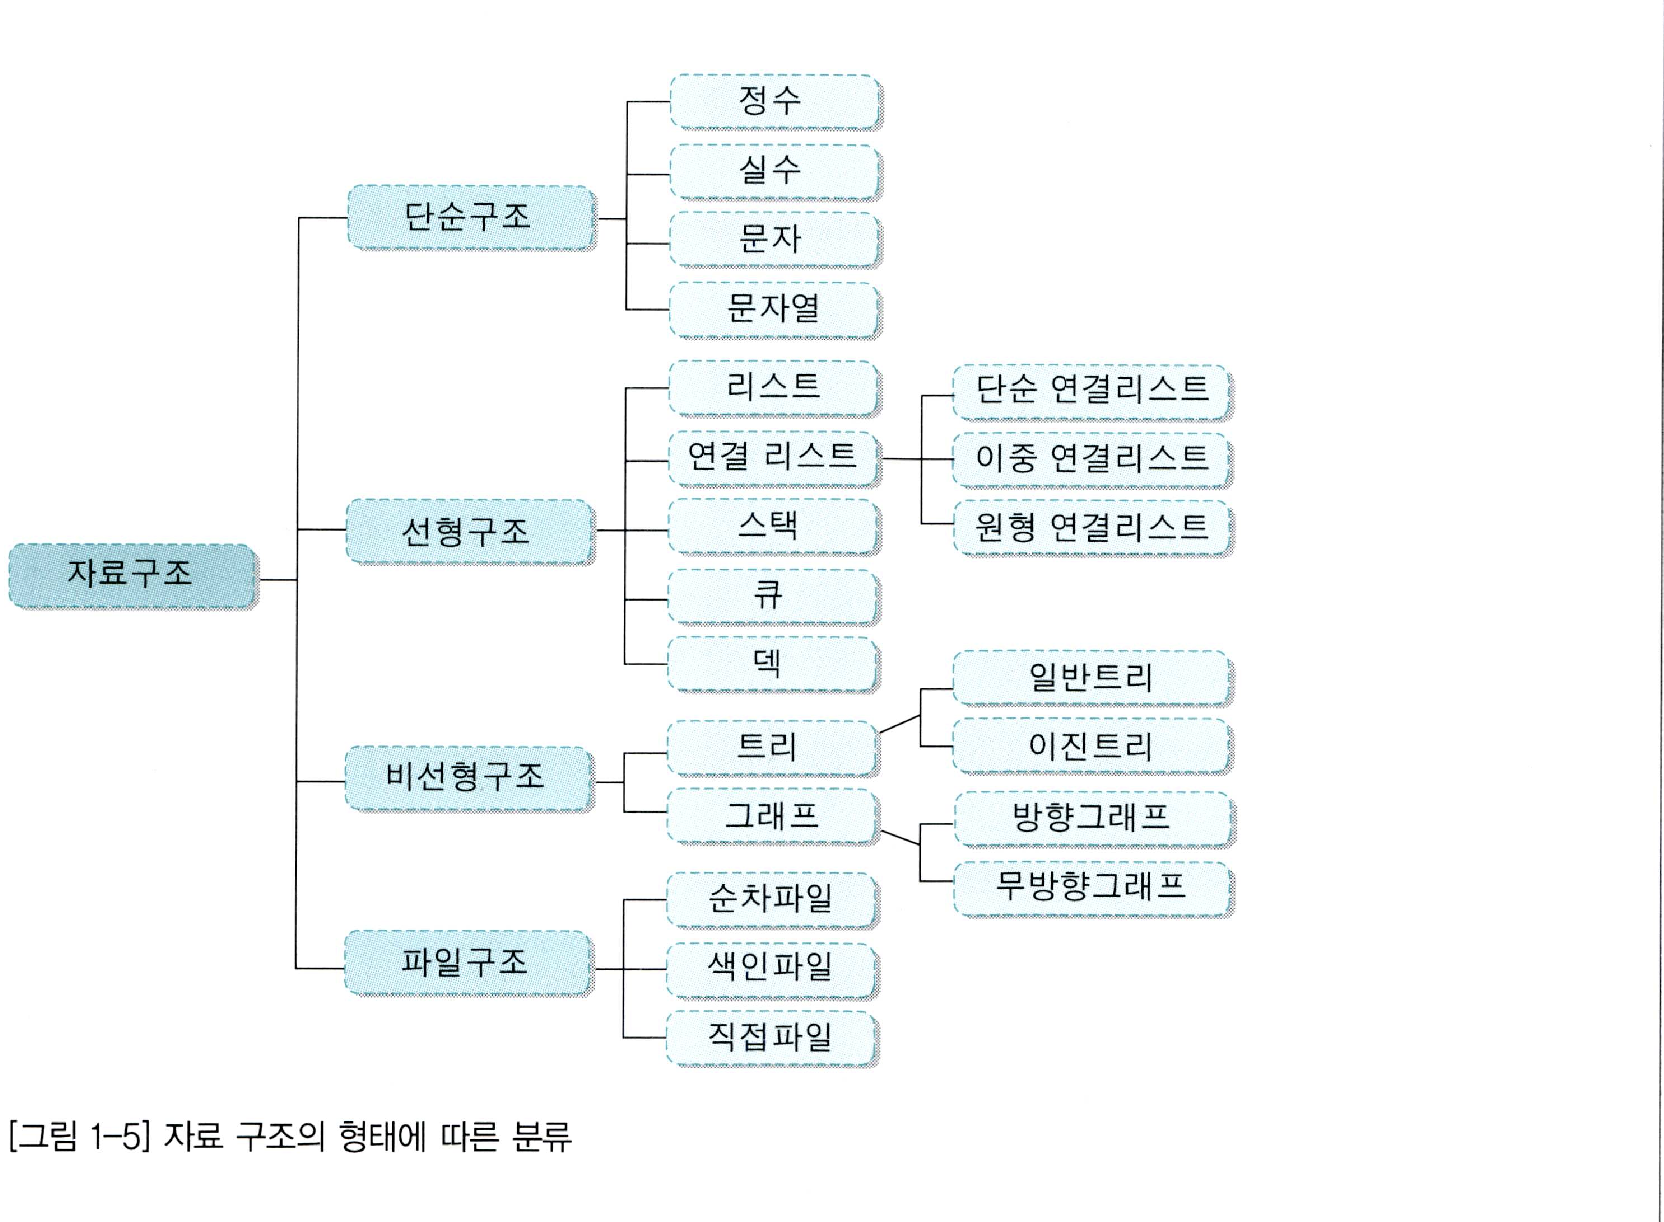 자료구조
단순구조
정수
실수
문자
문자열
선형구조
리스트
연결 리스트
단순 연결리스트
이중 연결리스트
원형 연결리스트
스택
큐
덱
비선형구조
트리
일반트리
이진트리
그래프
방향그래프
무방향그래프
파일구조
순차파일
색인파일
직접파일
[그림 1-5] 자료 구조의 형태에 따른 분류